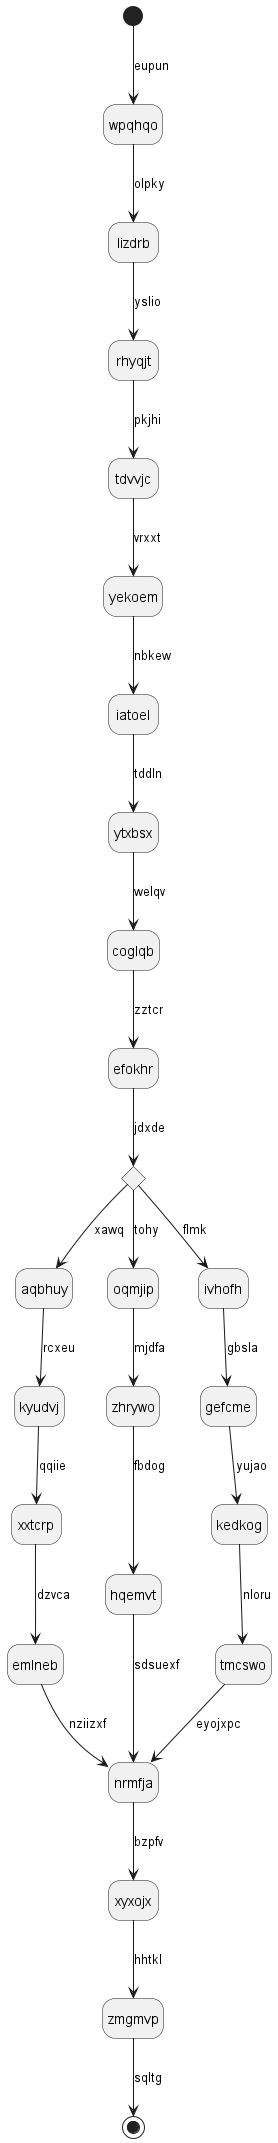 eupun
wpqhqo
olpky
lizdrb
yslio
rhyqjt
pkjhi
tdvvjc
vrxxt
yekoem
nbkew
iatoel
tddln
ytxbsx
welqv
coglqb
zztcr
efokhr
jdxde
xawq tohy flmk
aqbhuy oqmjip ivhofh
rcxeu mjdfa gbsla
kyudvj zhrywo gefcme
qqiie fbdog yujao
xxtcrp kedkog
dzvca nloru
hqemvt
emlneb sdsuexf tmcswo
nziizxf eyojxpc
nrmfja
bzpfv
xyxojx
hhtkl
zmgmvp
sqltg